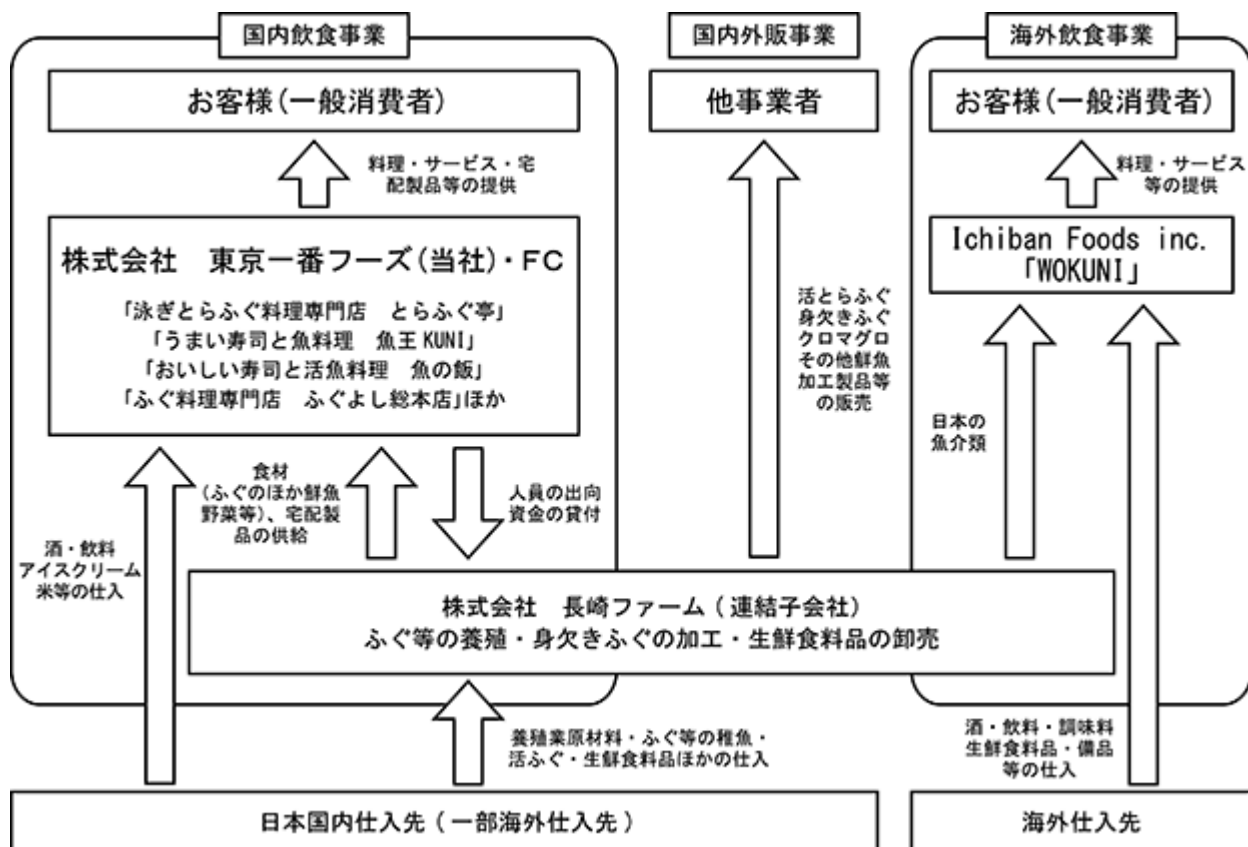 国内飲食事業
国内外販事業
海外飲食事業
お客様(一般消費者)
他事業者
お客様(一般消費者)
料理・サービス・宅
配製品等の提供
料理・サービス
等の提供
株式会社　東京一番フーズ(当社)・FC
「泳ぎとらふぐ料理専門店　とらふぐ亭」
「うまい寿司と魚料理　魚王KUNI」
「おいしい寿司と活魚料理　魚の飯」
「ふぐ料理専門店　ふぐよし総本店」ほか
Ichiban Foods inc.
「WOKUNI」
活とらふぐ
身欠きふぐ
クロマグロ
その他鮮魚
加工製品等
の販売
日本の
魚介類
食材
(ふぐのほか鮮魚
野菜等)、宅配製
品の供給
人員の出向
資金の貸付
酒・飲料
アイスクリーム
米等の仕入
株式会社　長崎ファーム(連結子会社)
ふぐ等の養殖・身欠きふぐの加工・生鮮食料品の卸売
養殖業原材料・ふぐ等の稚魚・
活ふぐ・生鮮食料品ほかの仕入
酒・飲料・調味料
生鮮食料品・備品
等の仕入
日本国内仕入先(一部海外仕入先)
海外仕入先